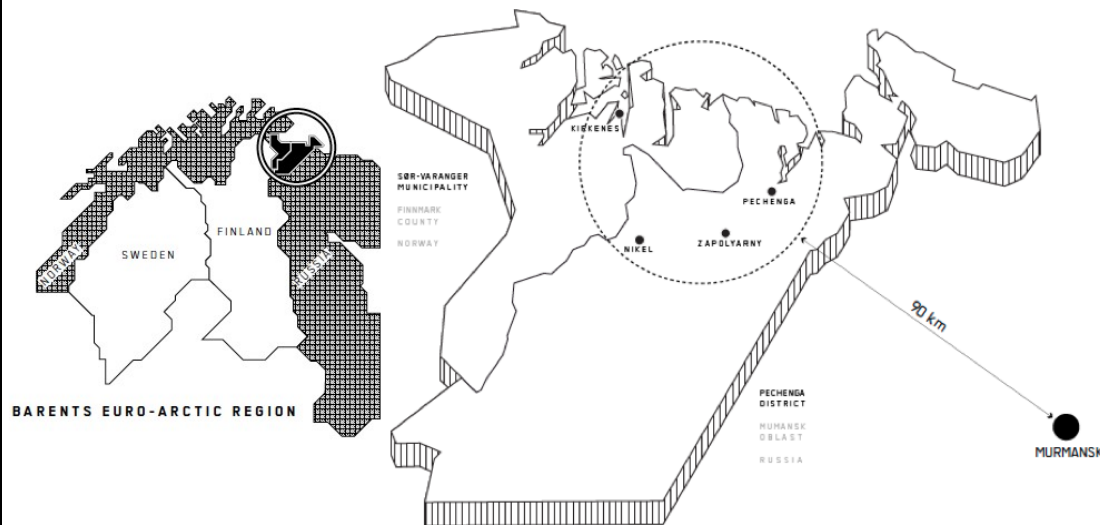 NORWAY
SWEDEN
FINLAND
RUSSIA
BARENTS EURO-ARCTIC REGION
SØR-VARANGER
MUNICIPALITY
FINNMARK
COUNTY
NORWAY
KIRKENES
PECHENGA
NIKEL
ZAPOLYARNY
90 km
PECHENGA
DISTRICT
MUMANSK
OBLAST
RUSSIA
MURMANSK